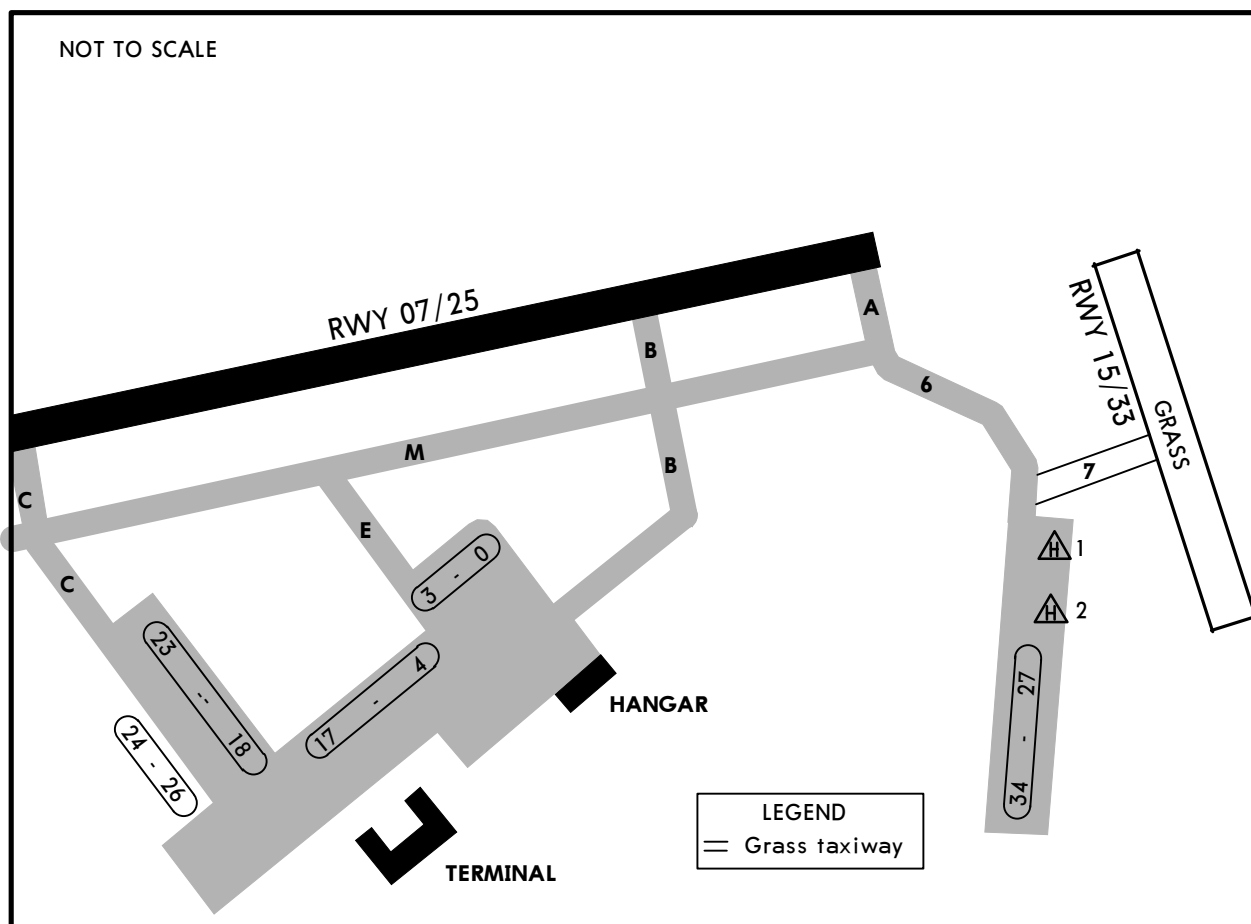 NOT TO SCALE
RWY 07/25
A
RWY 15/33
B
6
GRASS
M
B
7
C
E
3 - 0
1
H
C
2
H
23 -- 18
17 - 4
34 - 27
HANGAR
24 - 26
LEGEND
= Grass taxiway
TERMINAL